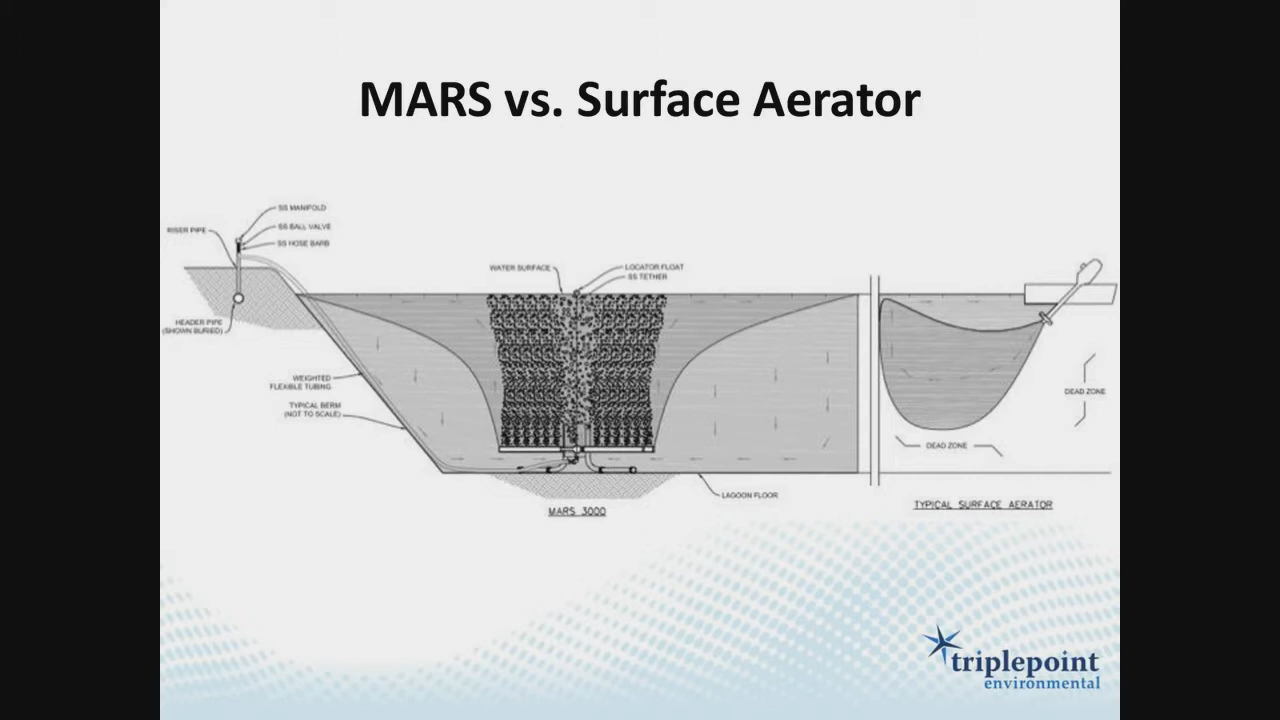 MARS vs. Surface Aerator
SS MANIFOLD
SS BALL VALVE
RISER PIPE
SS HOSE BARB
WATER SURFACE
LOCATOR FLOAT
SS TETHER
HEADER PIPE
(SHOWN BURIED)
WEIGHTED
FLEXIBLE TUBING
TYPICAL BERM
(NOT TO SCALE)
DEAD ZONE
DEAD ZONE
LAGOON FLOOR
MARS 3000
TYPICAL SURFACE AERATOR
triplepoint
environmental